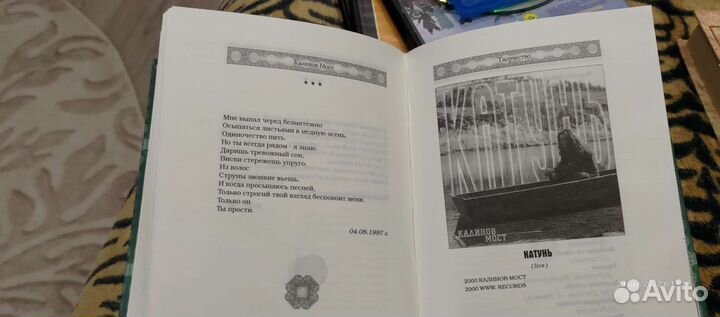 Калинов Мост
* * *
Мне выпал черед безмятежно
Осыпаться листьями в медную осень,
Одиночество пить.
Но ты всегда рядом - я знаю.
Даришь тревожный сон,
Виски стережешь упруго,
Из волос
Струны звонкие вьешь.
И когда просыпаюсь песней,
Только строгий твой взгляд беспокоит меня.
Только он.
Ты прости.
04.08.1997 г.
Творчество
КАТУНЬ
КАЛИНОВ
МОСТ
КАТУНЬ
(live)
2000 КАЛИНОВ МОСТ
2000 WWW. RECORDS
Avito